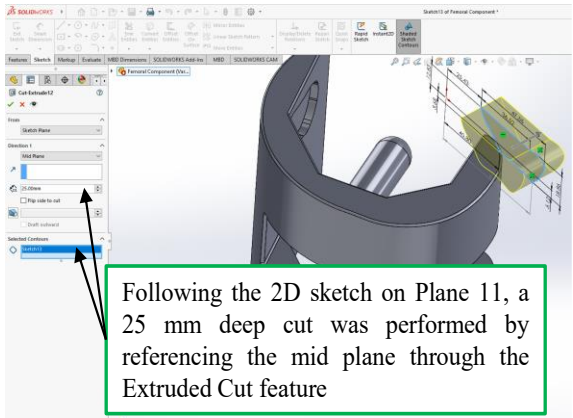 SOLIDWORKS
Sketch13 of Femoral Component *
Exit Sketch
Smart Dimension
Trim Entities
Convert Entities
Offset Entities
Offset On Surface
Mirror Entities
Linear Sketch Pattern
Move Entities
Display/Delete Relations
Repair Sketch
Quick Snaps
Rapid Sketch
Instant2D
Shaded Sketch Contours
Features Sketch Markup Evaluate MBD Dimensions SOLIDWORKS Add-Ins MBD SOLIDWORKS CAM
Femoral Component (Var...
Cut-Extrude12
From
Sketch Plane
Direction 1
Mid Plane
25.00mm
Flip side to cut
Draft outward
Selected Contours
Sketch13
Following the 2D sketch on Plane 11, a
25 mm deep cut was performed by
referencing the mid plane through the
Extruded Cut feature